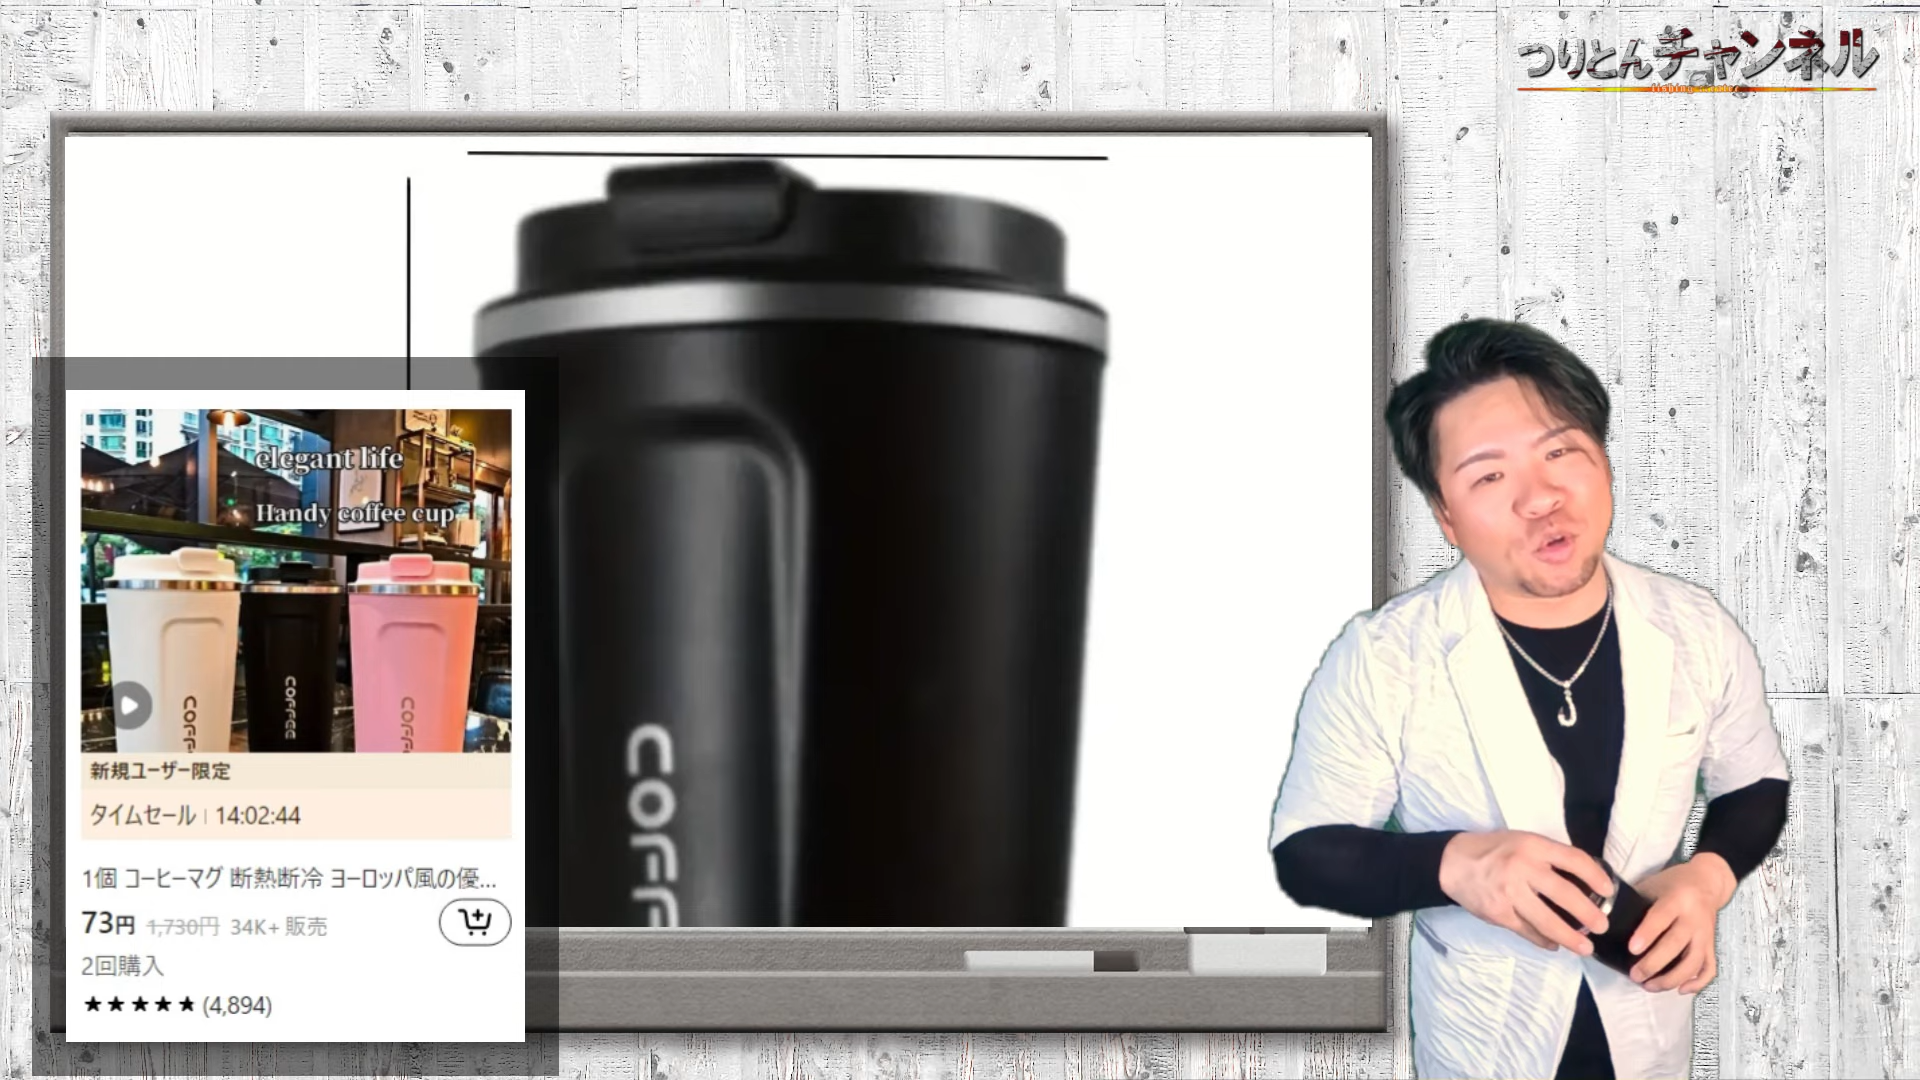 つりとんチャンネル
elegant life
Handy coffee cup
COFFEE
新規ユーザー限定
タイムセール | 14:02:44
1個 コーヒーマグ 断熱断冷 ヨーロッパ風の優...
73円 1,730円 34K+ 販売
2回購入
★★★★★ (4,894)